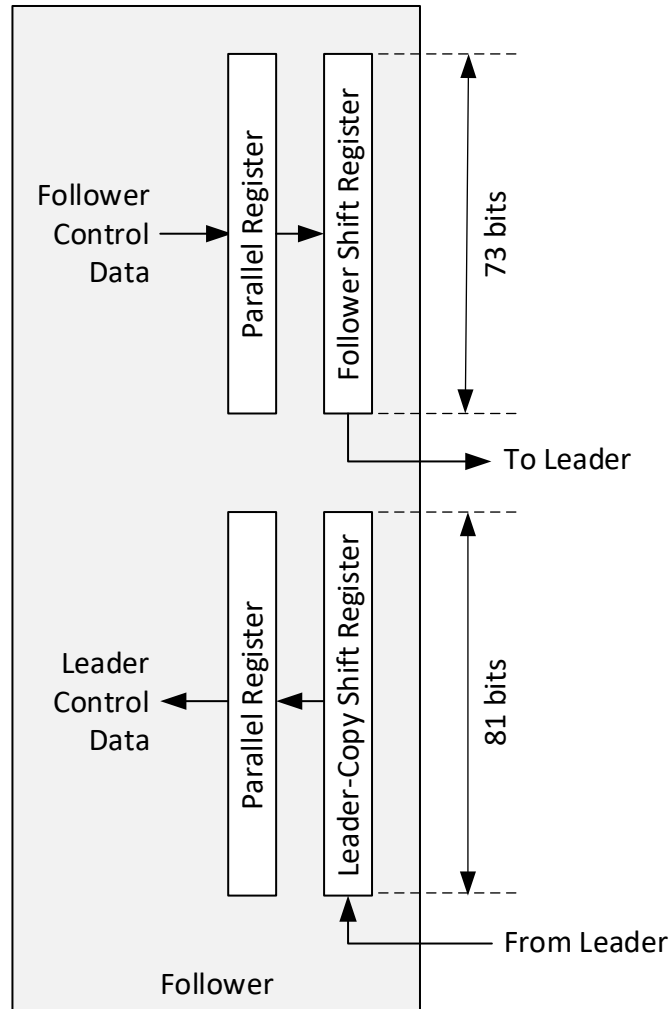 Follower
Control
Data
Parallel Register
Follower Shift Register
73 bits
To Leader
Leader
Control
Data
Parallel Register
Leader-Copy Shift Register
81 bits
From Leader
Follower